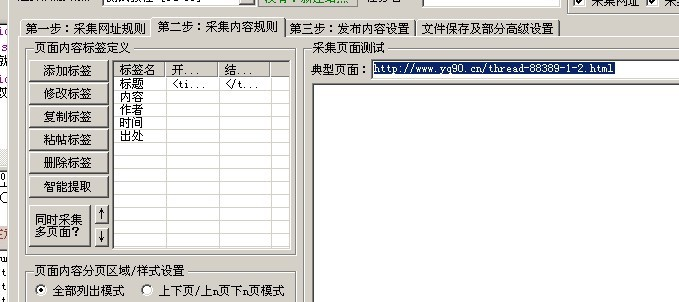 采集网址
第一步：采集网址规则 第二步：采集内容规则 第三步：发布内容设置 文件保存及部分高级设置
页面内容标签定义
添加标签
修改标签
复制标签
粘帖标签
删除标签
智能提取
同时采集
多页面?
↑
↓
标签名 开... 结...
标题 <ti... </t...
内容
作者
时间
出处
页面内容分页区域/样式设置
全部列出模式 上下页/上n页下n页模式
采集页面测试
典型页面： http://www.yq90.cn/thread-88389-1-2.html